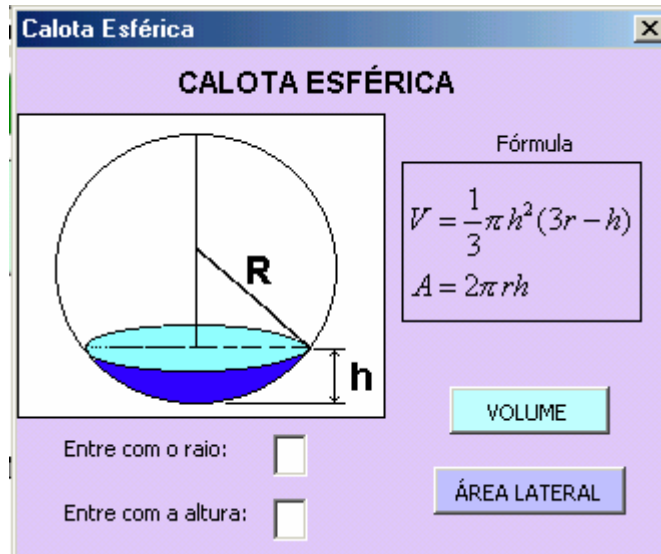 Calota Esférica
CALOTA ESFÉRICA
Fórmula
V = \frac{1}{3} π h² (3r − h)
A = 2π rh
R
h
VOLUME
Entre com o raio:
ÁREA LATERAL
Entre com a altura: